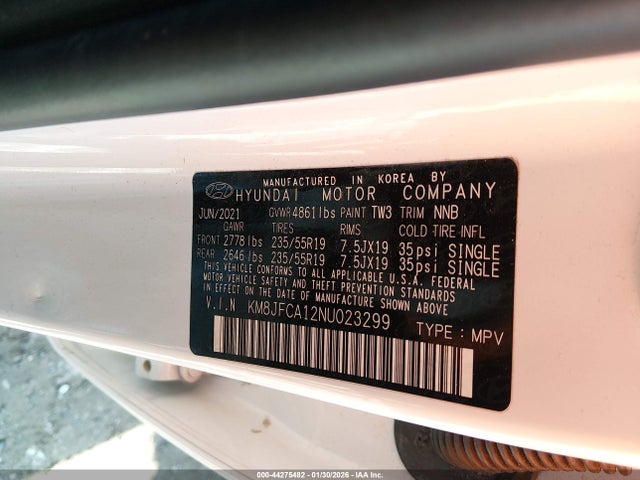 MANUFACTURED IN KOREA BY
HYUNDAI MOTOR COMPANY
JUN/2021 GVWR 4861lbs PAINT TW3 TRIM NNB
GAWR TIRES RIMS COLD TIRE INFL
FRONT 2778lbs 235/55R19 7.5JX19 35psi SINGLE
REAR 2646lbs 235/55R19 7.5JX19 35psi SINGLE
THIS VEHICLE CONFORMS TO ALL APPLICABLE U.S.A. FEDERAL
MOTOR VEHICLE SAFETY AND THEFT PREVENTION STANDARDS
IN EFFECT ON THE DATE OF MANUFACTURE SHOWN ABOVE.
V.I.N KM8JFCA12NU023299 TYPE : MPV
000-44275482 - 01/30/2026 - IAA Inc.